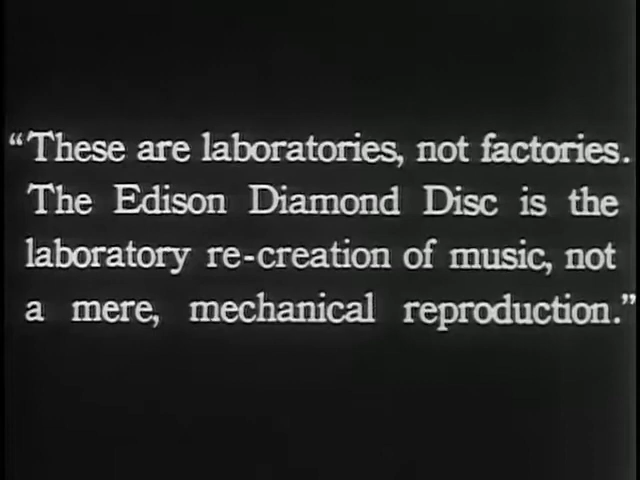 “These are laboratories, not factories.
The Edison Diamond Disc is the
laboratory re-creation of music, not
a mere, mechanical reproduction.”